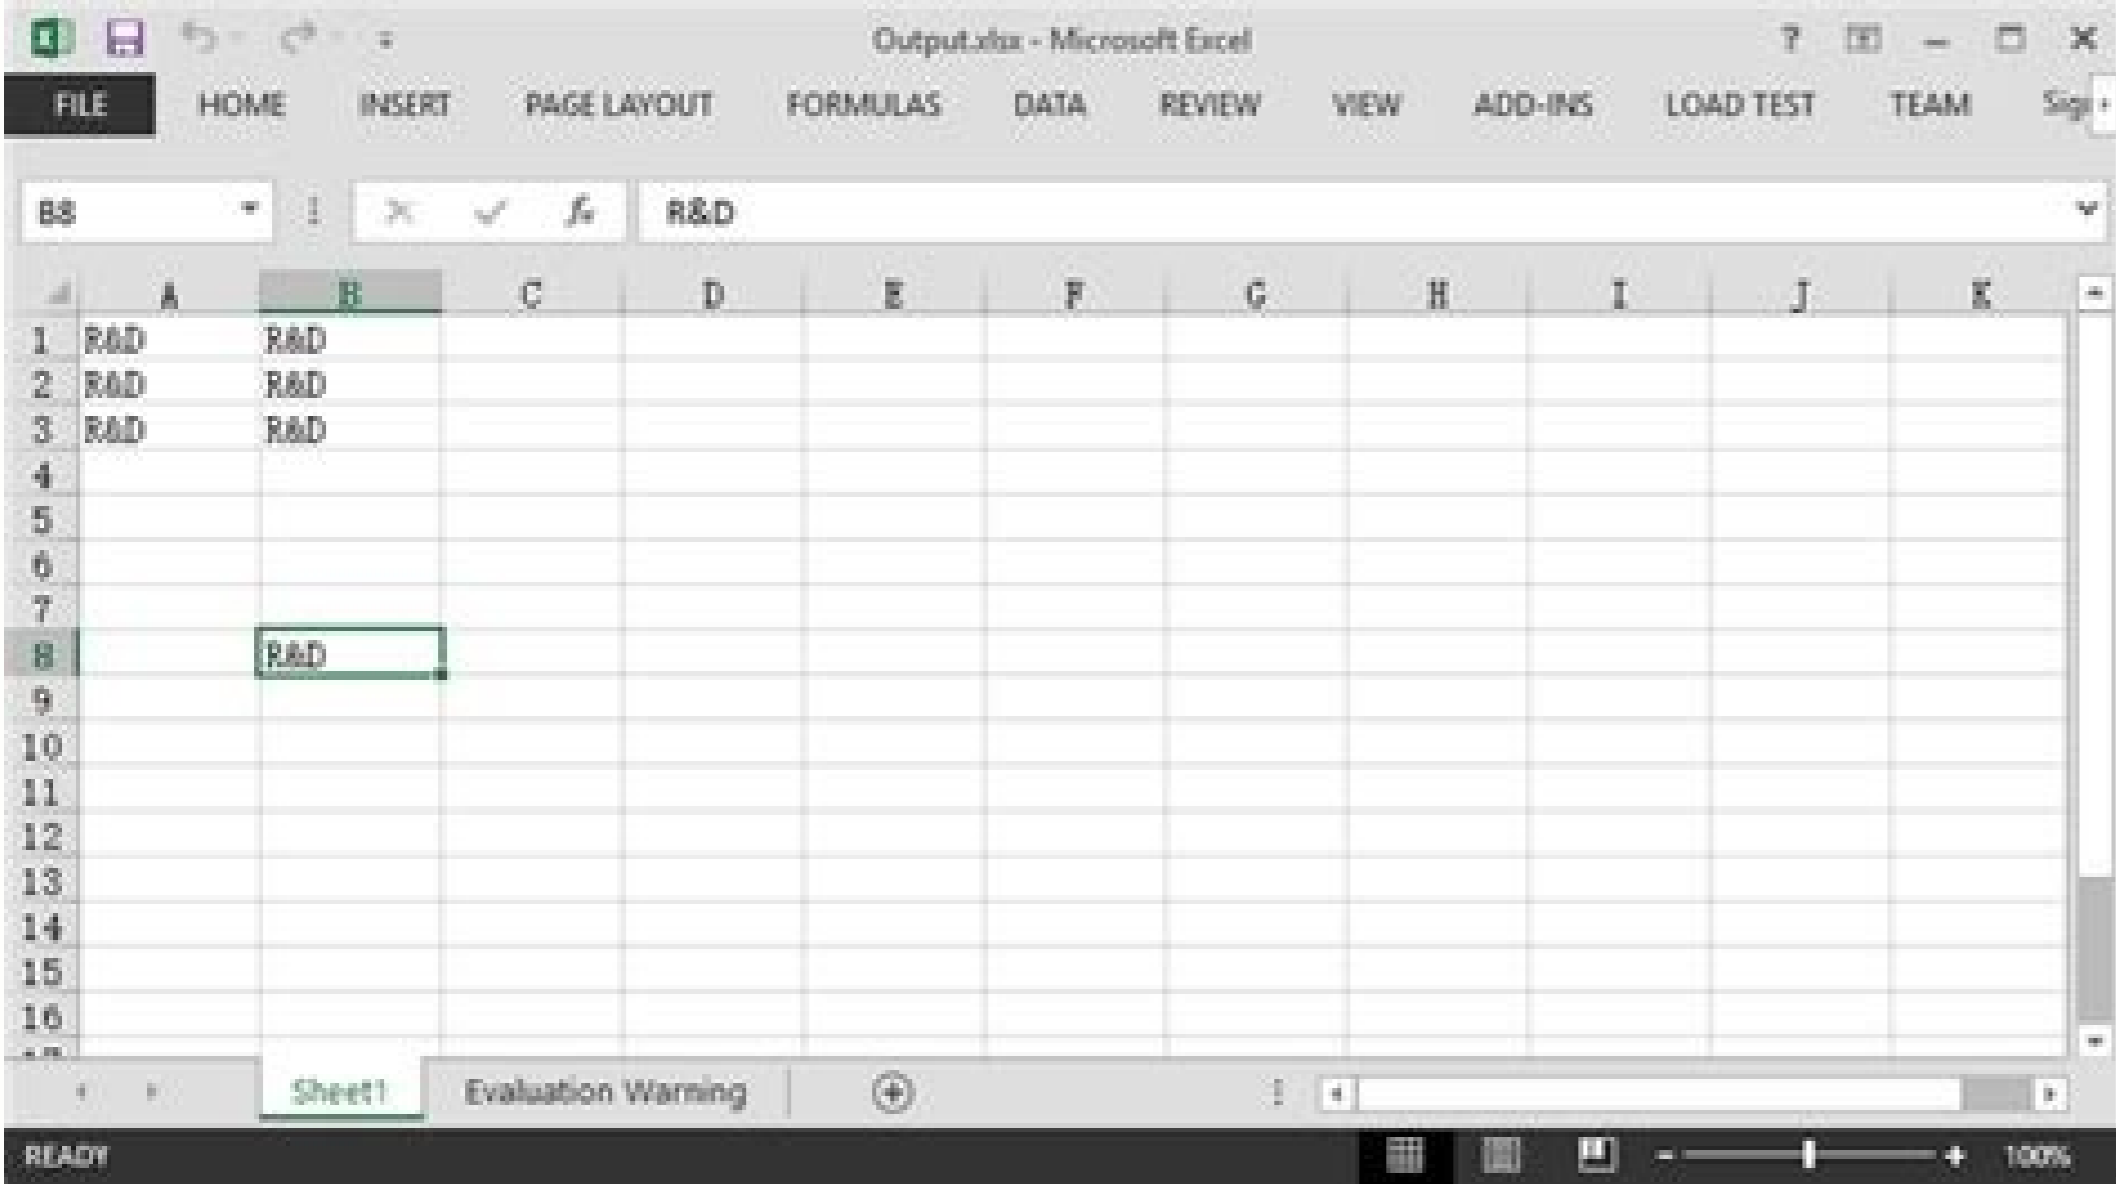 Output.xlsx - Microsoft Excel ?
FILE HOME INSERT PAGE LAYOUT FORMULAS DATA REVIEW VIEW ADD-INS LOAD TEST TEAM
B8 fx R&D
A B C D E F G H I J K
1 R&D R&D
2 R&D R&D
3 R&D R&D
4
5
6
7
8 R&D
9
10
11
12
13
14
15
16
Sheet1 Evaluation Warning
READY 100%